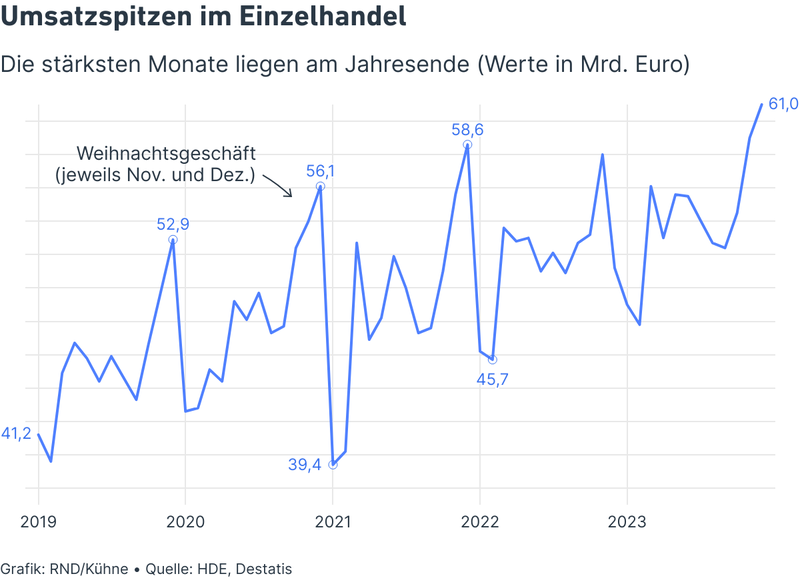 Umsatzspitzen im Einzelhandel
Die stärksten Monate liegen am Jahresende (Werte in Mrd. Euro)
61,0
58,6
Weihnachtsgeschäft
(jeweils Nov. und Dez.)
56,1
52,9
45,7
41,2
39,4
2019 2020 2021 2022 2023
Grafik: RND/Kühne • Quelle: HDE, Destatis